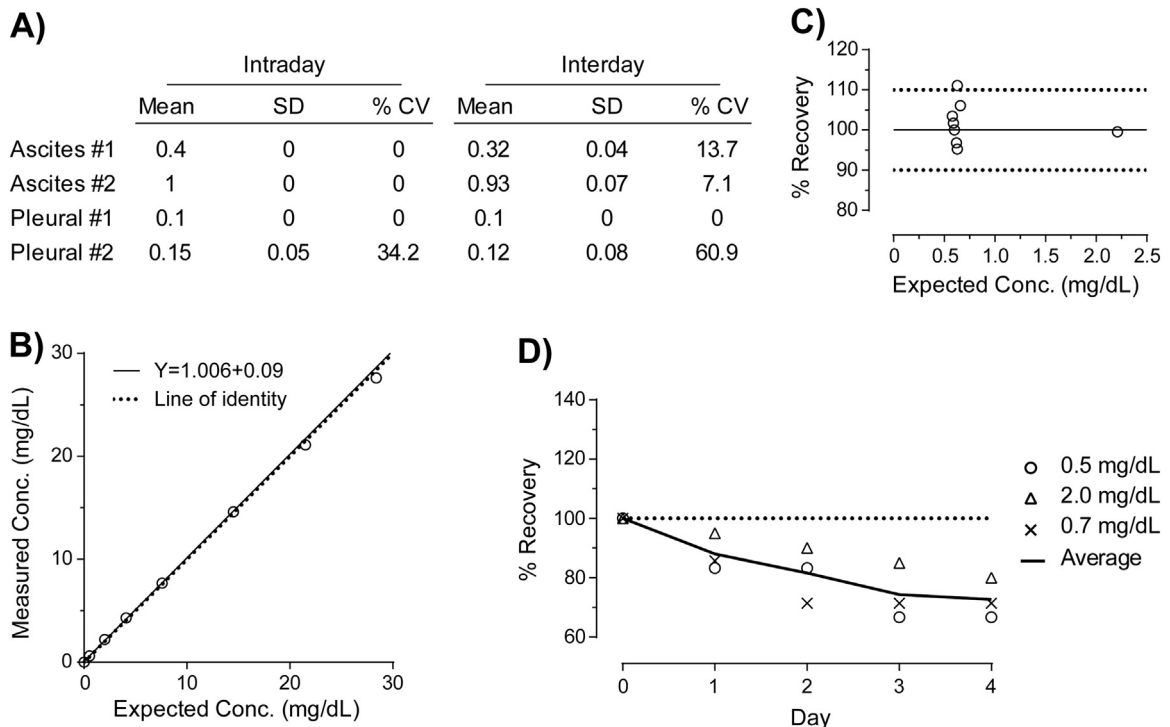 A)
Intraday Interday
Mean SD % CV Mean SD % CV
Ascites #1 0.4 0 0 0.32 0.04 13.7
Ascites #2 1 0 0 0.93 0.07 7.1
Pleural #1 0.1 0 0 0.1 0 0
Pleural #2 0.15 0.05 34.2 0.12 0.08 60.9
B)
30
20
10
0
Measured Conc. (mg/dL)
Y=1.006+0.09
Line of identity
0 10 20 30
Expected Conc. (mg/dL)
C)
120
110
100
90
80
% Recovery
0 0.5 1.0 1.5 2.0 2.5
Expected Conc. (mg/dL)
D)
140
120
100
80
60
% Recovery
0 1 2 3 4
Day
0.5 mg/dL
2.0 mg/dL
0.7 mg/dL
Average